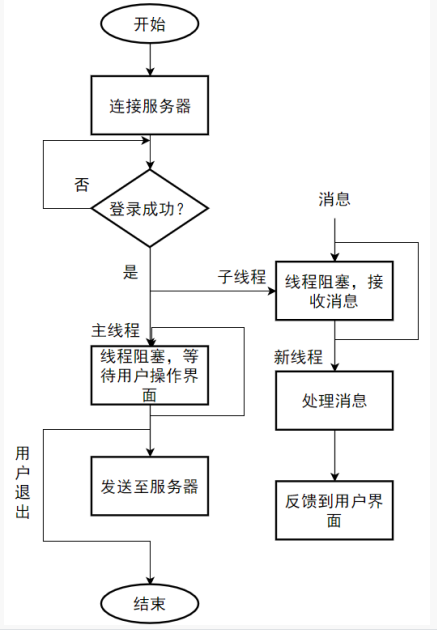 开始
连接服务器
否
登录成功？
消息
是
子线程
线程阻塞，接
收消息
主线程
线程阻塞，等
待用户操作界
面
新线程
处理消息
用
户
退
出
发送至服务器
反馈到用户界
面
结束